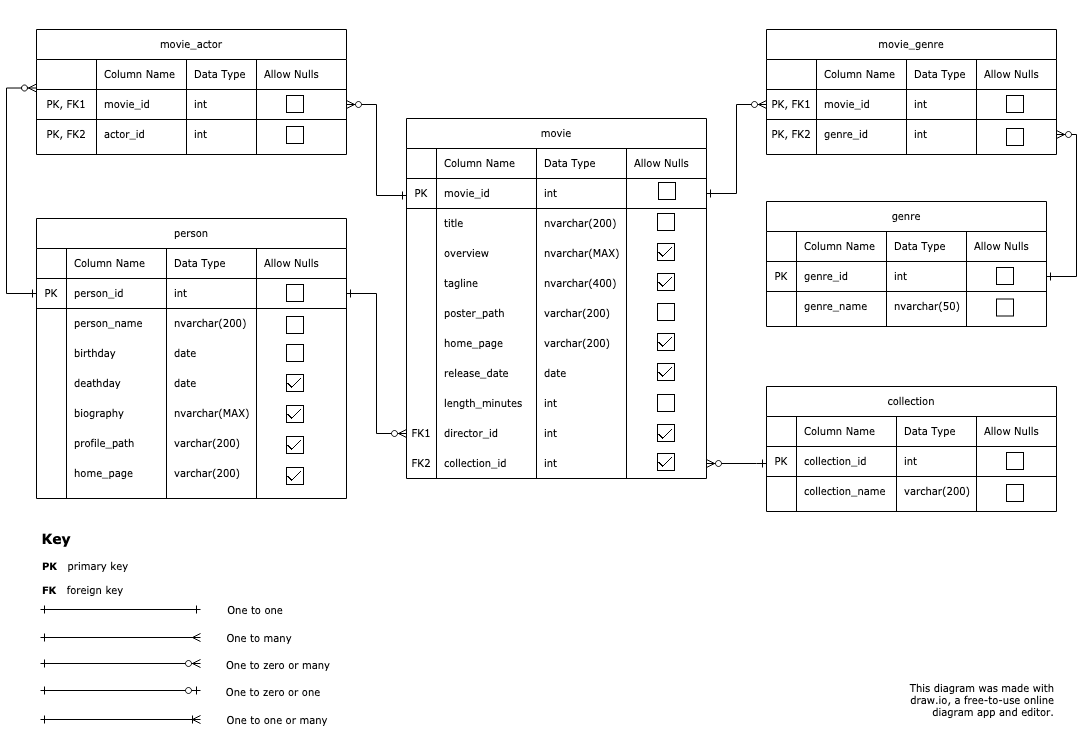 movie_actor
Column Name Data Type Allow Nulls
PK, FK1 movie_id int
PK, FK2 actor_id int
person
Column Name Data Type Allow Nulls
PK person_id int
person_name nvarchar(200)
birthday date
deathday date
biography nvarchar(MAX)
profile_path varchar(200)
home_page varchar(200)
movie
Column Name Data Type Allow Nulls
PK movie_id int
title nvarchar(200)
overview nvarchar(MAX)
tagline nvarchar(400)
poster_path varchar(200)
home_page varchar(200)
release_date date
length_minutes int
FK1 director_id int
FK2 collection_id int
movie_genre
Column Name Data Type Allow Nulls
PK, FK1 movie_id int
PK, FK2 genre_id int
genre
Column Name Data Type Allow Nulls
PK genre_id int
genre_name nvarchar(50)
collection
Column Name Data Type Allow Nulls
PK collection_id int
collection_name varchar(200)
Key
PK primary key
FK foreign key
One to one
One to many
One to zero or many
One to zero or one
One to one or many
This diagram was made with
draw.io, a free-to-use online
diagram app and editor.